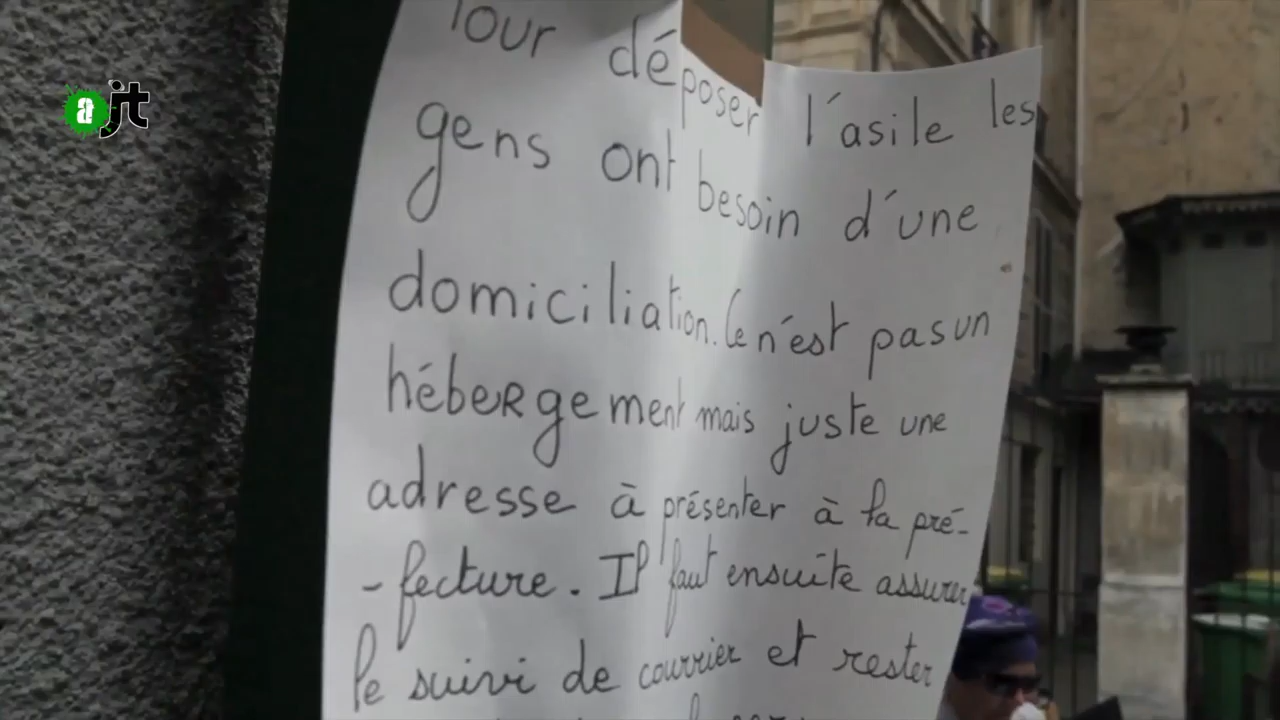 ajt
Pour déposer l'asile les
gens ont besoin d'une
domiciliation. Ce n'est pas un
hébergement mais juste une
adresse à présenter à la pré-
-fecture. Il faut ensuite assurer
le suivi de courrier et rester